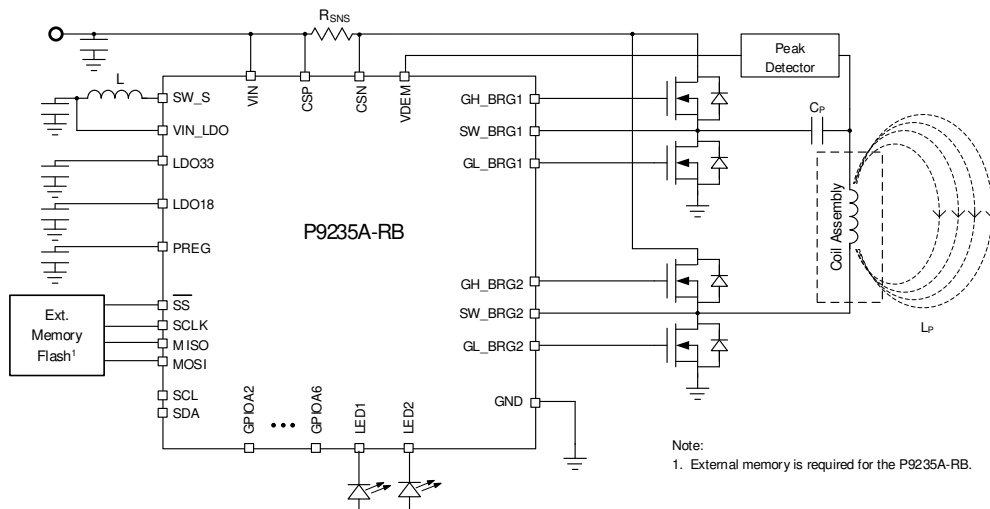 RSNS
Peak
Detector
L
VIN
CSP
CSN
VDEM
SW_S
VIN_LDO
LDO33
LDO18
PREG
SS
SCLK
MISO
MOSI
SCL
SDA
Ext.
Memory
Flash1
P9235A-RB
GH_BRG1
SW_BRG1
GL_BRG1
GH_BRG2
SW_BRG2
GL_BRG2
GND
GPIOA2
GPIOA6
LED1
LED2
CP
Coil Assembly
LP
Note:
1. External memory is required for the P9235A-RB.